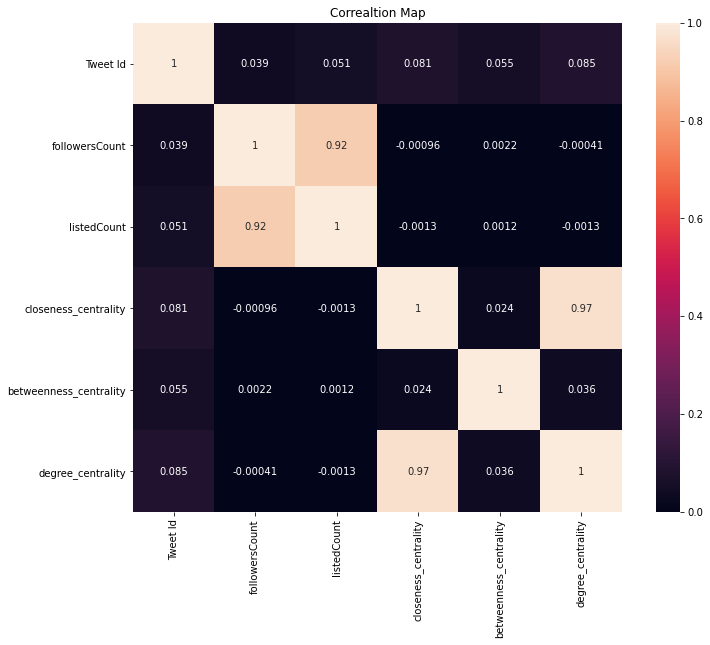 Correaltion Map
Tweet Id 1 0.039 0.051 0.081 0.055 0.085
followersCount 0.039 1 0.92 -0.00096 0.0022 -0.00041
listedCount 0.051 0.92 1 -0.0013 0.0012 -0.0013
closeness_centrality 0.081 -0.00096 -0.0013 1 0.024 0.97
betweenness_centrality 0.055 0.0022 0.0012 0.024 1 0.036
degree_centrality 0.085 -0.00041 -0.0013 0.97 0.036 1
Tweet Id
followersCount
listedCount
closeness_centrality
betweenness_centrality
degree_centrality
1.0
0.8
0.6
0.4
0.2
0.0